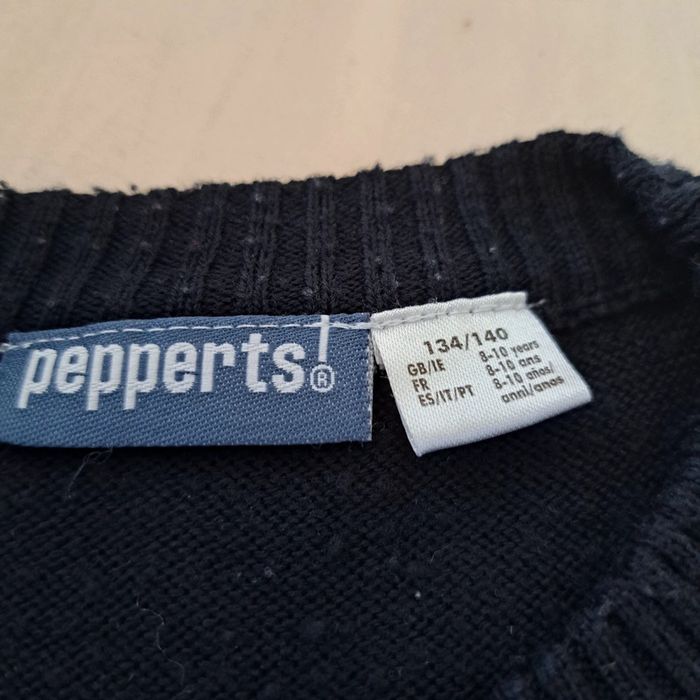 pepperts!®
134/140
GB/IE 8-10 years
FR 8-10 ans
ES/IT/PT 8-10 años/
anni/anos